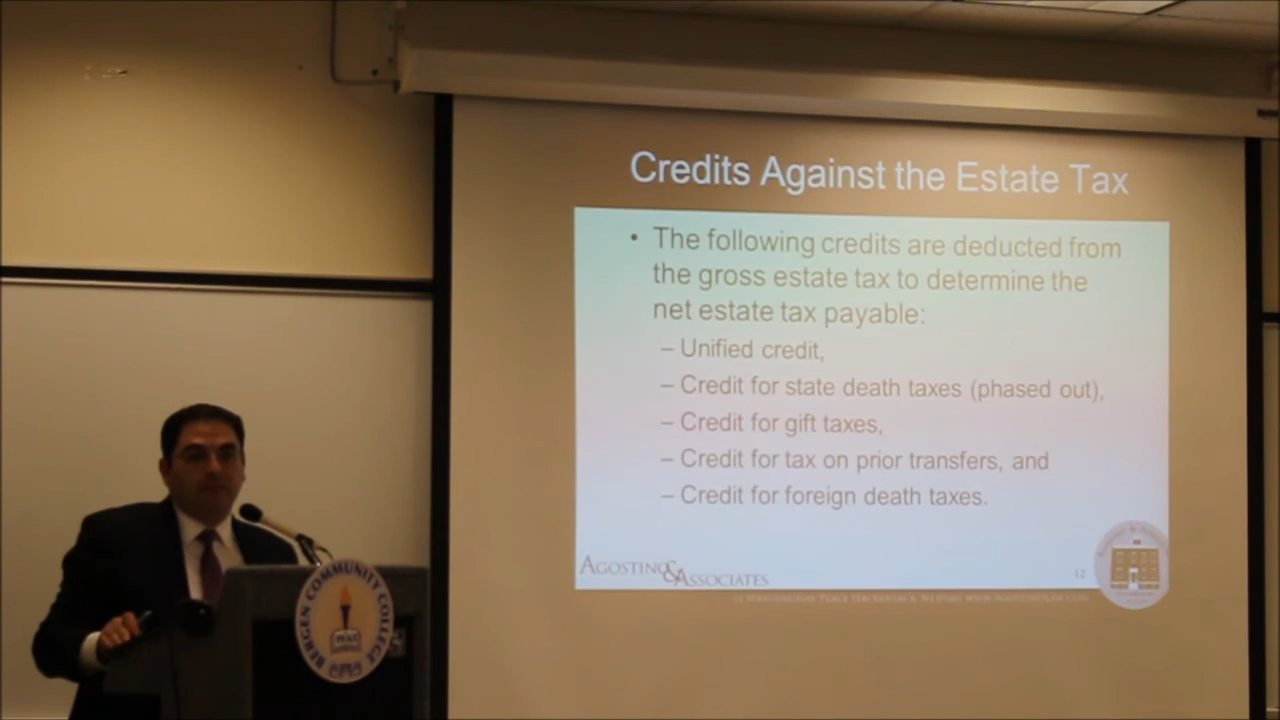 Credits Against the Estate Tax
• The following credits are deducted from
the gross estate tax to determine the
net estate tax payable:
– Unified credit,
– Credit for state death taxes (phased out),
– Credit for gift taxes,
– Credit for tax on prior transfers, and
– Credit for foreign death taxes.
AGOSTINO & ASSOCIATES
12
BERGEN COMMUNITY COLLEGE